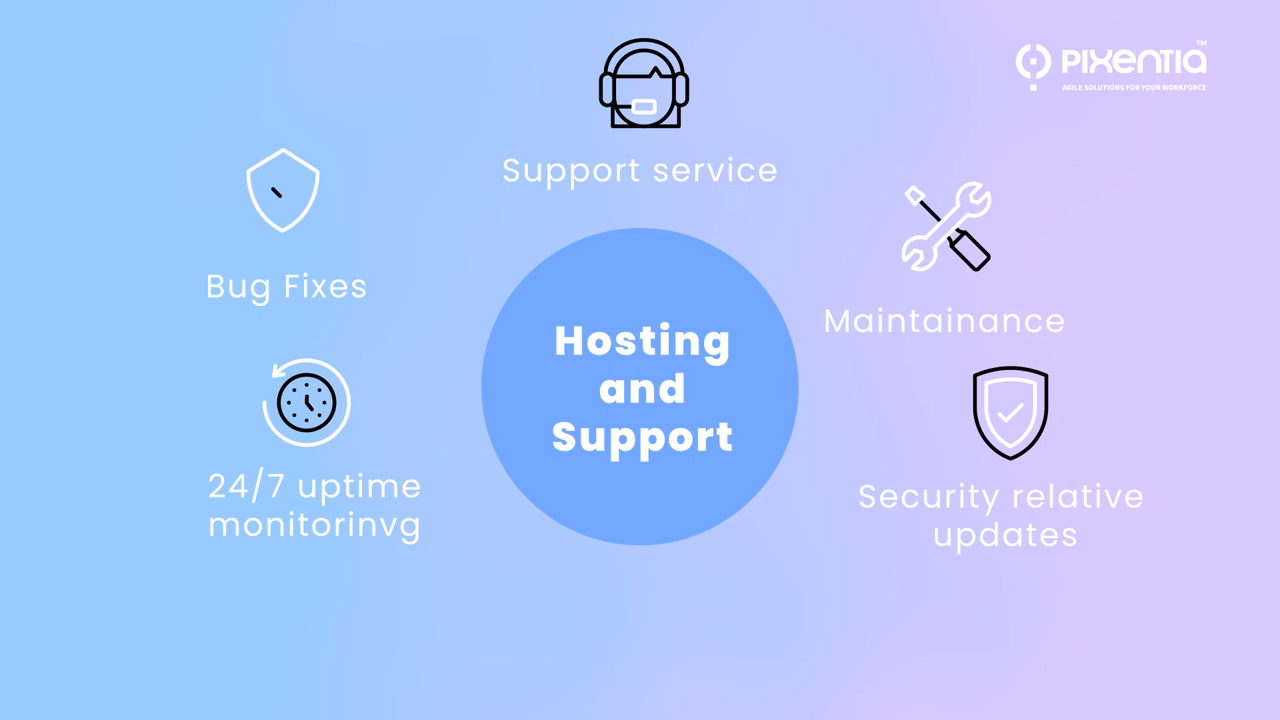 PIXENTIA
TM
AGILE SOLUTIONS FOR YOUR WORKFORCE
Support service
Bug Fixes
Maintainance
Hosting
and
Support
24/7 uptime
monitorinvg
Security relative
updates